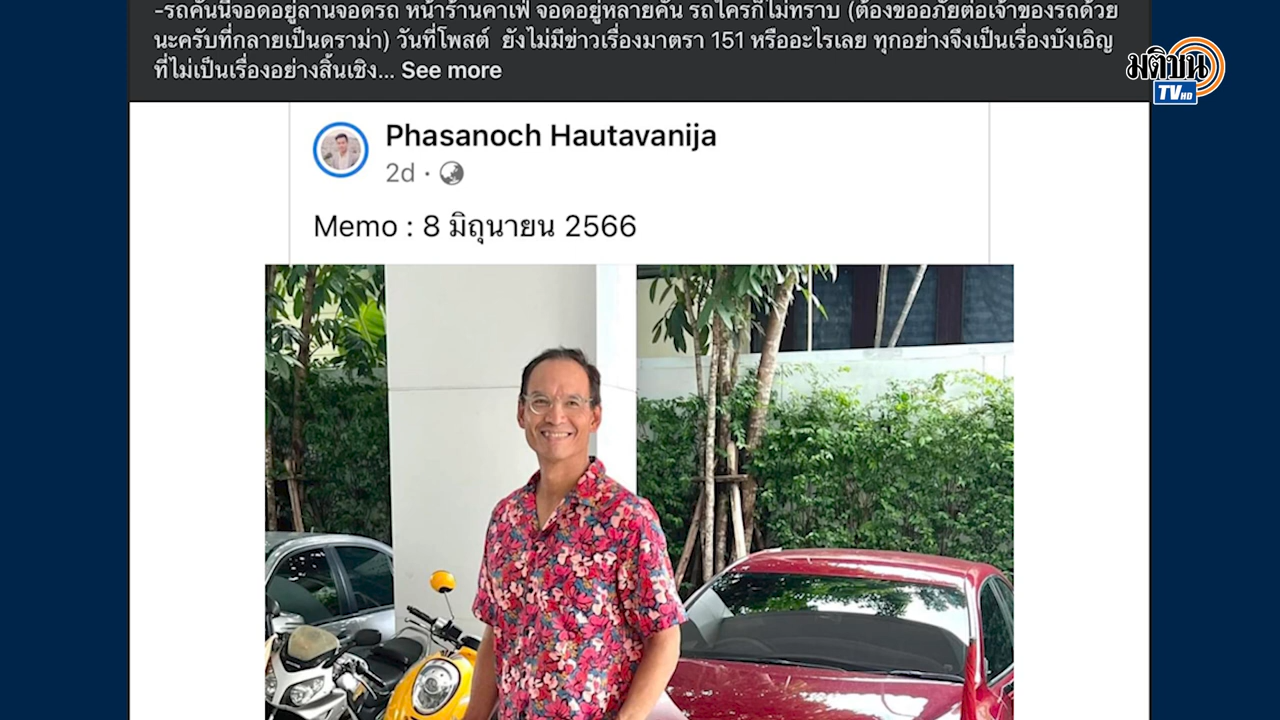 -รถคันนี้จอดอยู่ลานจอดรถ หน้าร้านคาเฟ่ จอดอยู่หลายคัน รถใครก็ไม่ทราบ (ต้องขออภัยต่อเจ้าของรถด้วย
นะครับที่กลายเป็นดราม่า) วันที่โพสต์ ยังไม่มีข่าวเรื่องมาตรา 151 หรืออะไรเลย ทุกอย่างจึงเป็นเรื่องบังเอิญ
ที่ไม่เป็นเรื่องอย่างสิ้นเชิง... See more
มติชน
TV HD
Phasanoch Hautavanija
2d ·
Memo : 8 มิถุนายน 2566